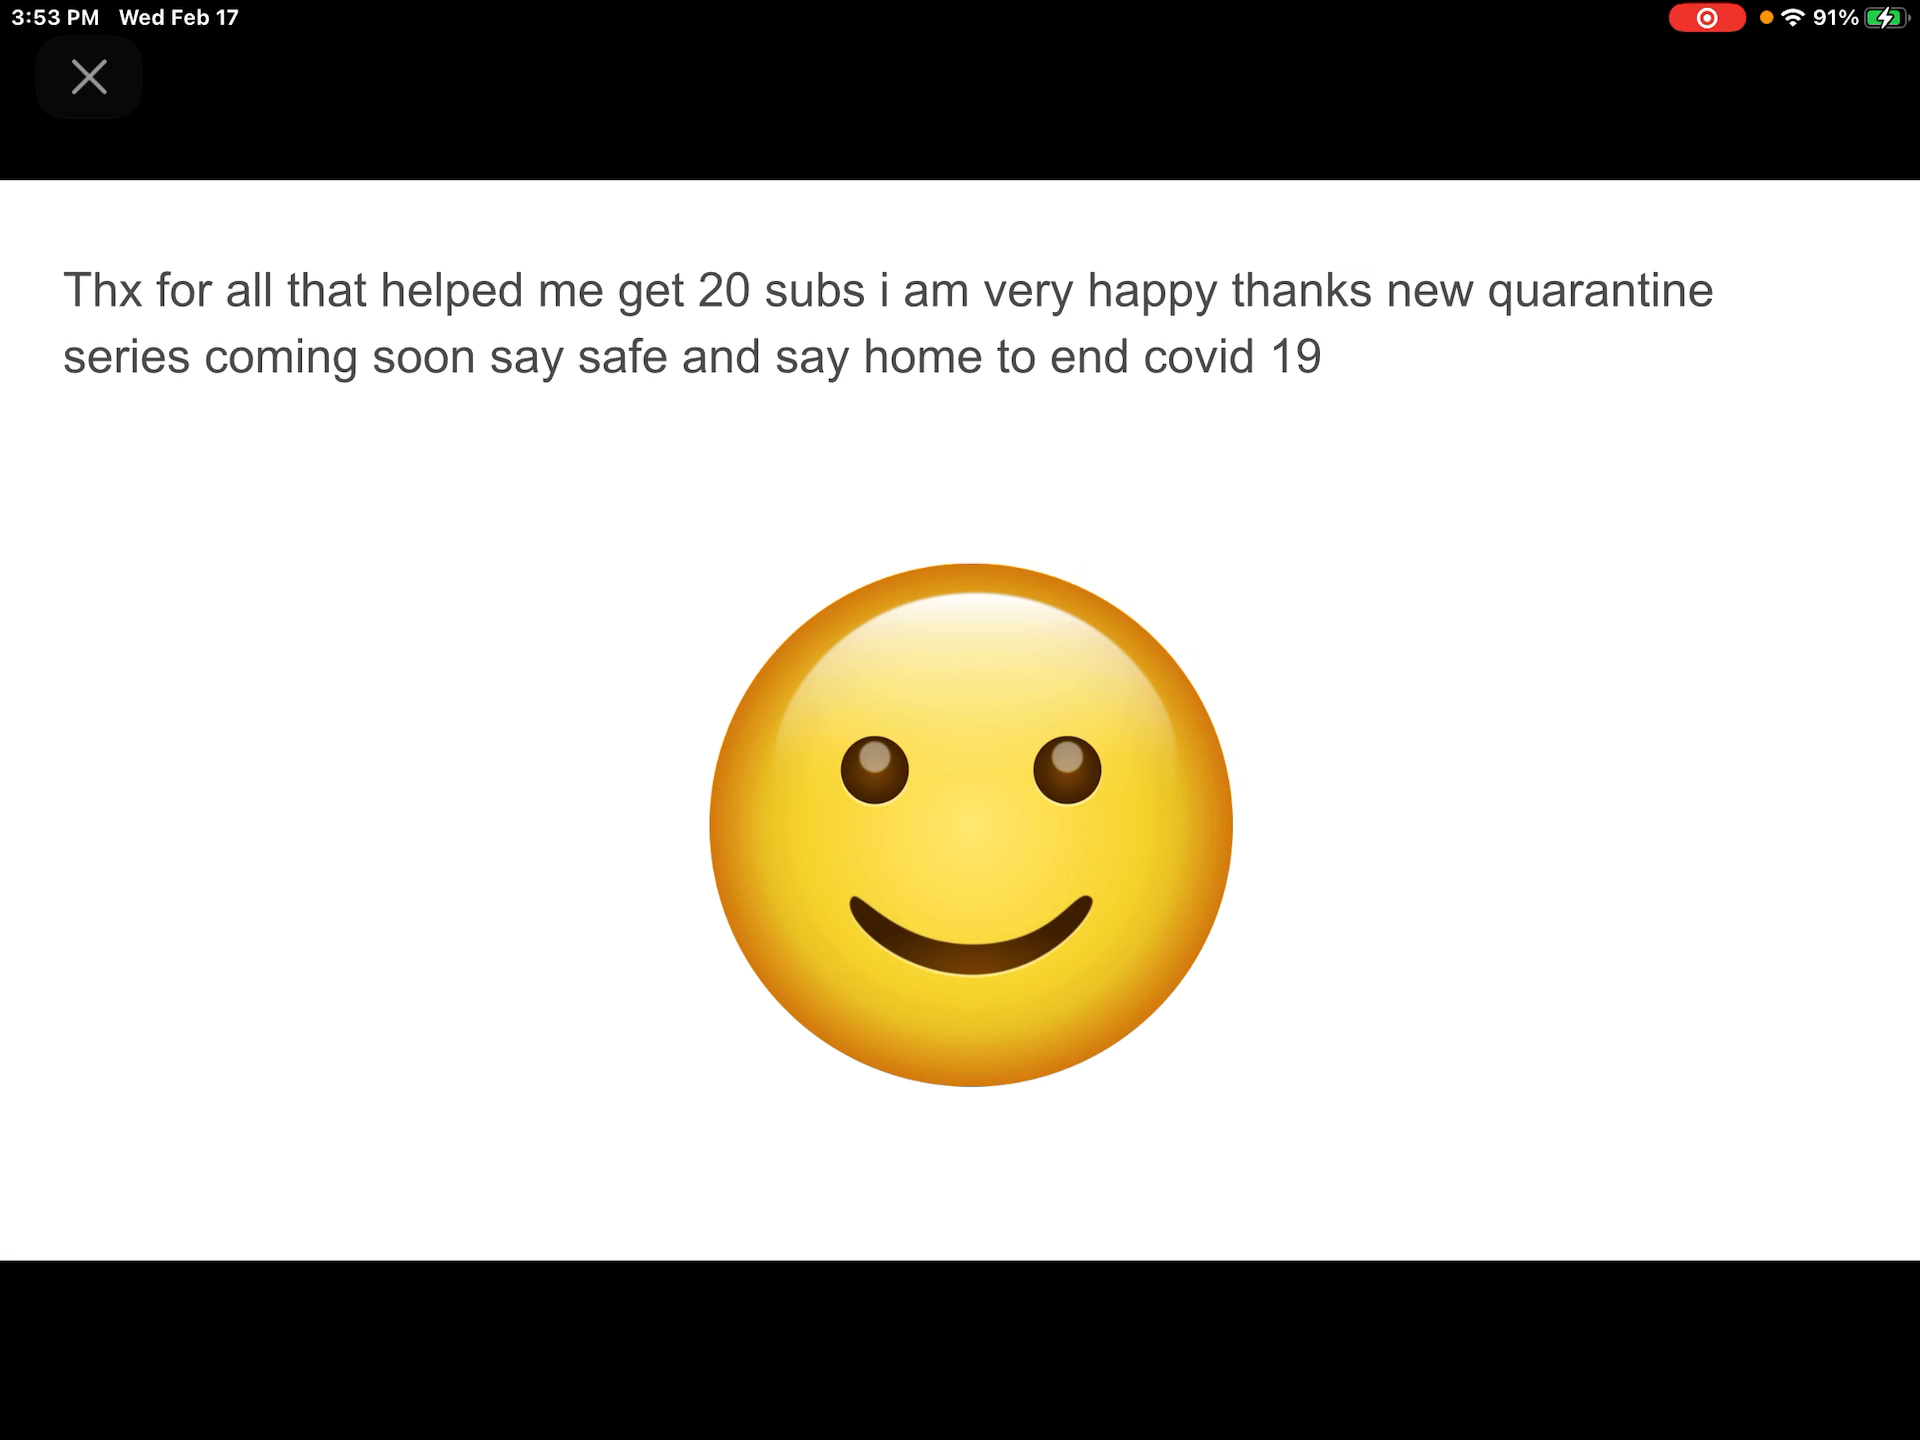 3:53 PM Wed Feb 17 91%
Thx for all that helped me get 20 subs i am very happy thanks new quarantine
series coming soon say safe and say home to end covid 19